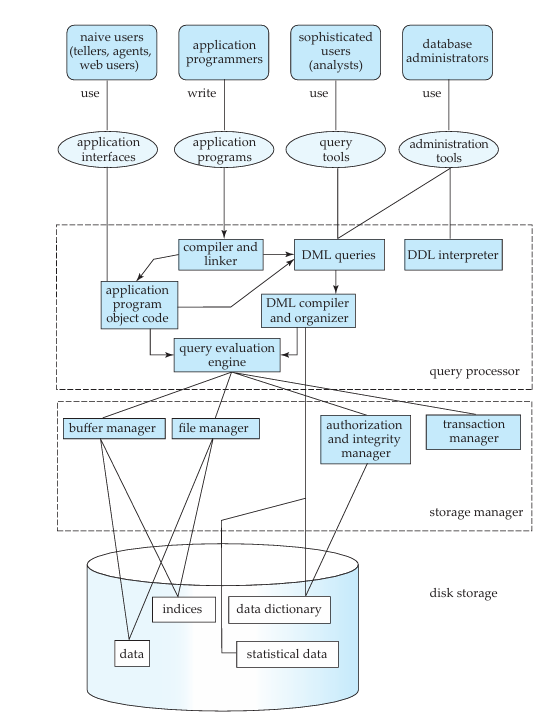 naive users
(tellers, agents,
web users)
application
programmers
sophisticated
users
(analysts)
database
administrators
use
write
use
use
application
interfaces
application
programs
query
tools
administration
tools
compiler and
linker
DML queries
DDL interpreter
application
program
object code
DML compiler
and organizer
query evaluation
engine
query processor
buffer manager
file manager
authorization
and integrity
manager
transaction
manager
storage manager
disk storage
indices
data dictionary
data
statistical data